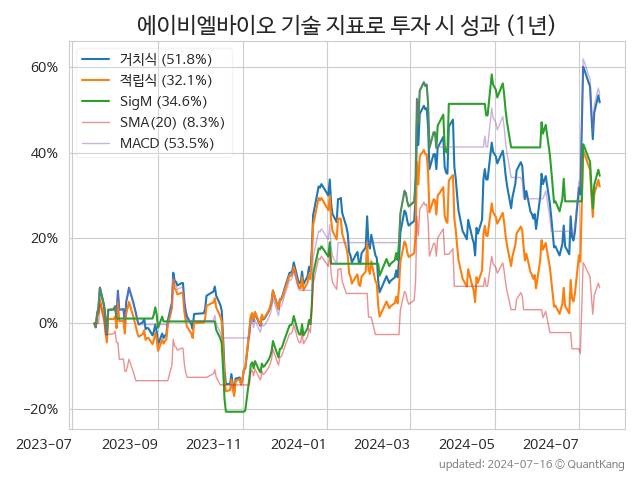 에이비엘바이오 기술 지표로 투자 시 성과 (1년)
거치식 (51.8%)
적립식 (32.1%)
SigM (34.6%)
SMA(20) (8.3%)
MACD (53.5%)
60%
40%
20%
0%
−20%
2023-07 2023-09 2023-11 2024-01 2024-03 2024-05 2024-07
updated: 2024-07-16 © QuantKang